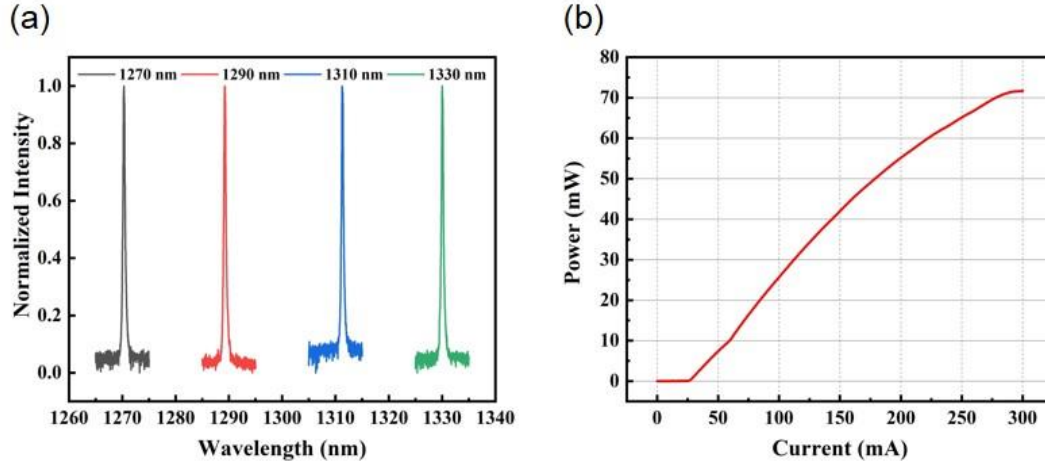 (a)
1270 nm 1290 nm 1310 nm 1330 nm
1.0
0.8
0.6
0.4
0.2
0.0
Normalized Intensity
1260 1270 1280 1290 1300 1310 1320 1330 1340
Wavelength (nm)
(b)
80
70
60
50
40
30
20
10
0
Power (mW)
0 50 100 150 200 250 300
Current (mA)